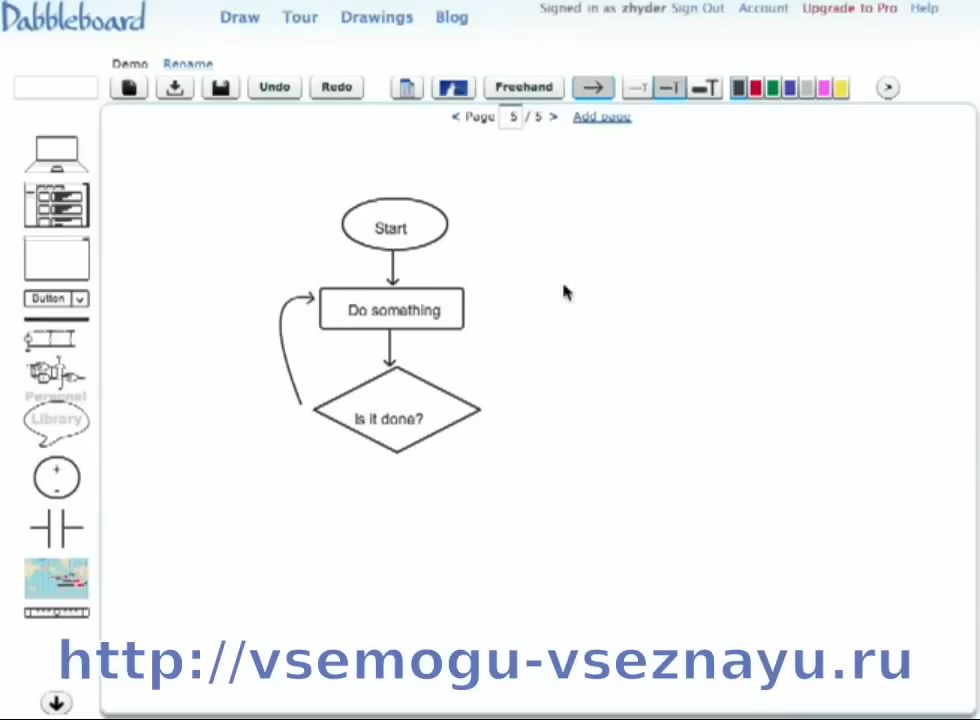 Dabbleboard
Draw Tour Drawings Blog
Signed in as zhyder Sign Out Account Upgrade to Pro Help
Demo Rename
Undo Redo Freehand T T T
< Page 5 / 5 > Add page
Start
Do something
Is it done?
Button
Personal
Library
http://vsemogu-vseznayu.ru